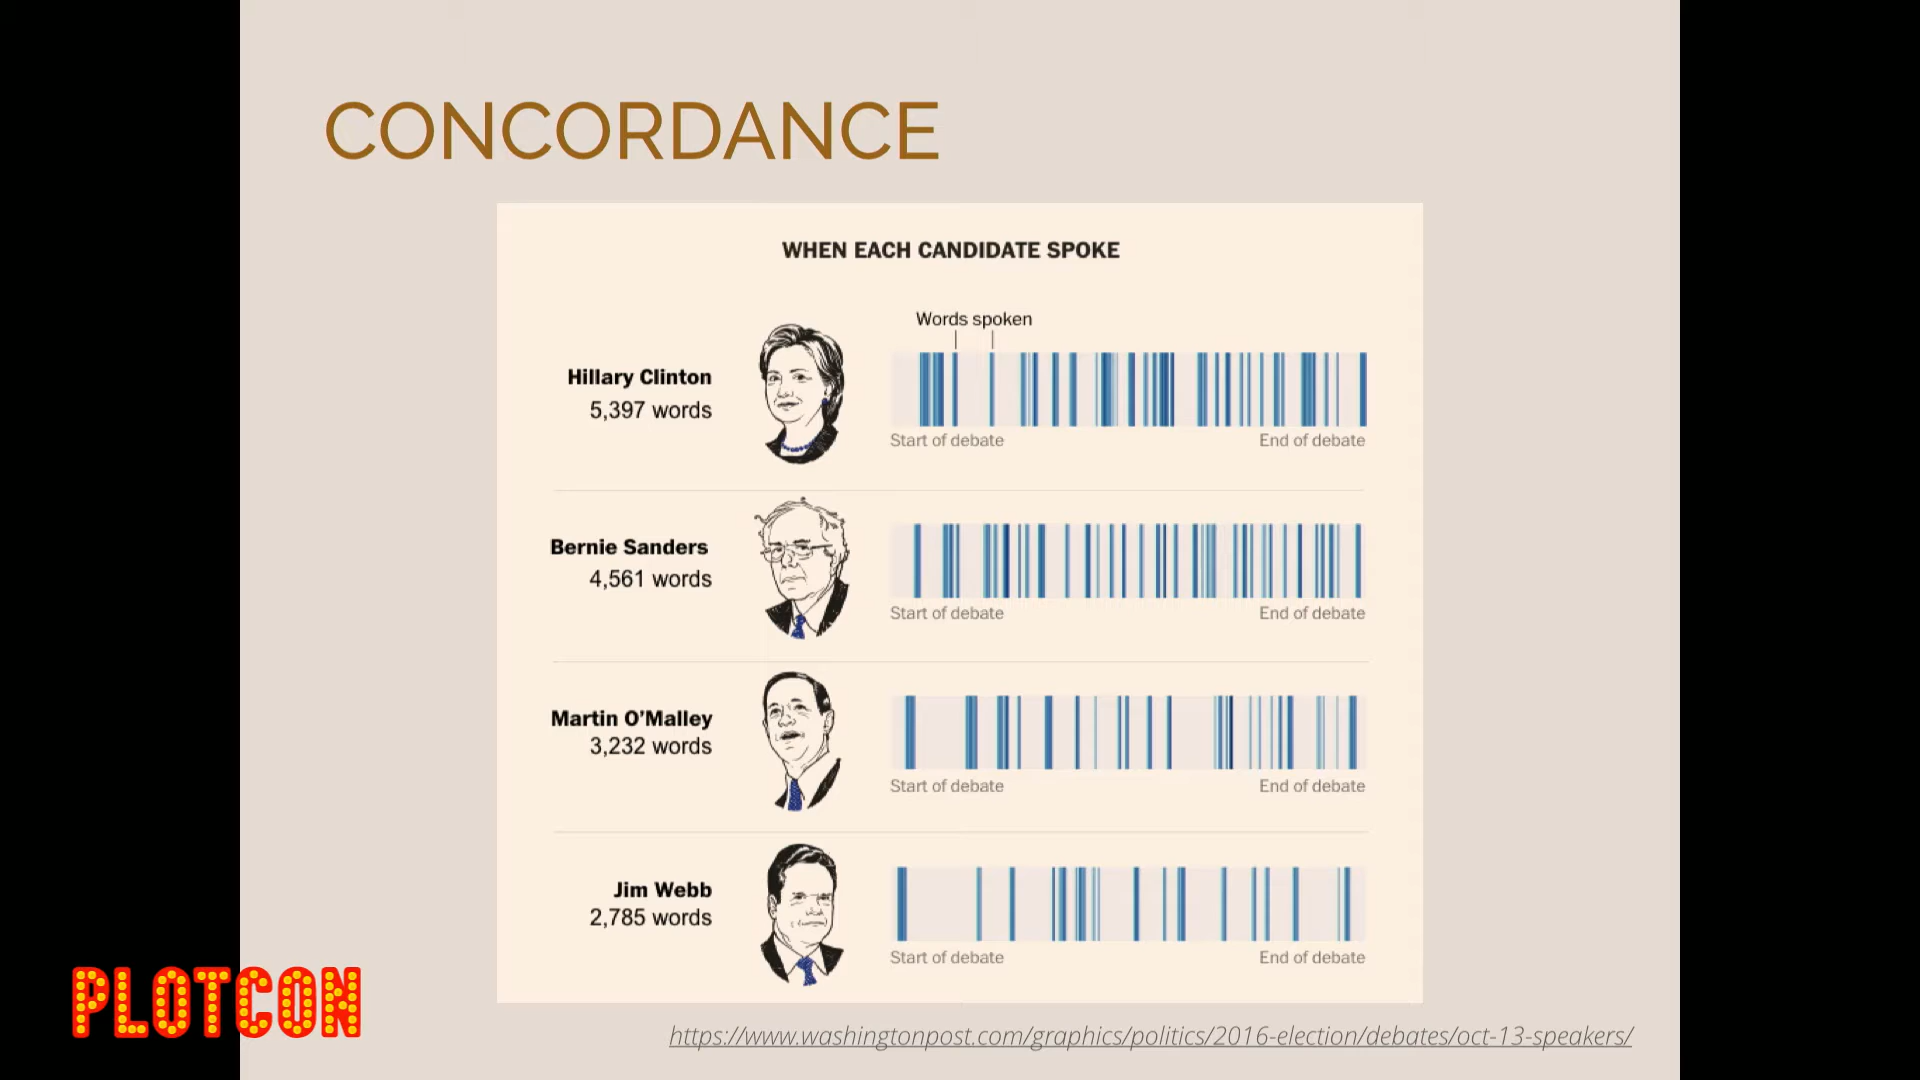 CONCORDANCE
WHEN EACH CANDIDATE SPOKE
Words spoken
Hillary Clinton
5,397 words
Start of debate
End of debate
Bernie Sanders
4,561 words
Start of debate
End of debate
Martin O’Malley
3,232 words
Start of debate
End of debate
Jim Webb
2,785 words
Start of debate
End of debate
PLOTCON
https://www.washingtonpost.com/graphics/politics/2016-election/debates/oct-13-speakers/